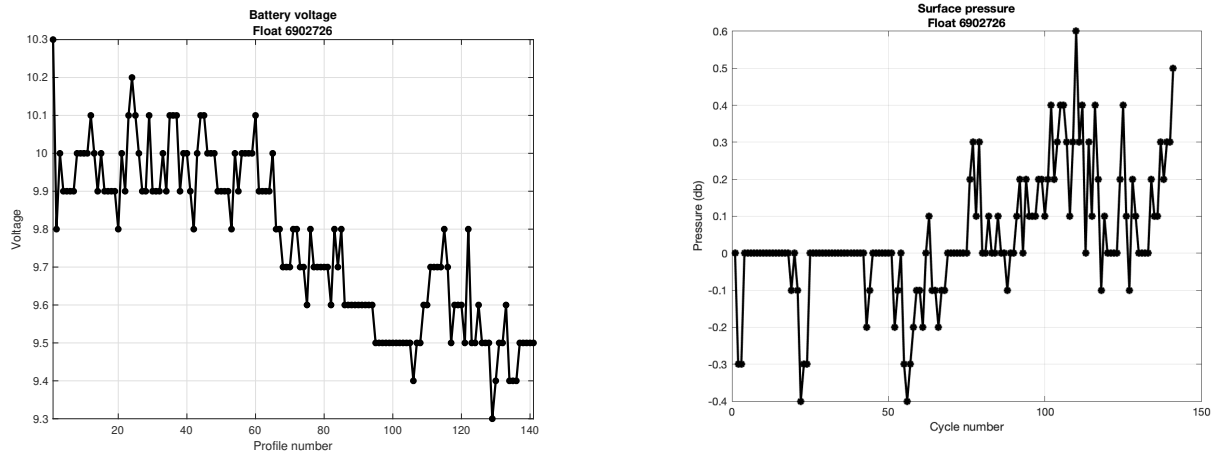 Battery voltage
Float 6902726
10.3
10.2
10.1
10
9.9
9.8
9.7
9.6
9.5
9.4
9.3
Voltage
20 40 60 80 100 120 140
Profile number
Surface pressure
Float 6902726
0.6
0.5
0.4
0.3
0.2
0.1
0
-0.1
-0.2
-0.3
-0.4
Pressure (db)
0 50 100 150
Cycle number